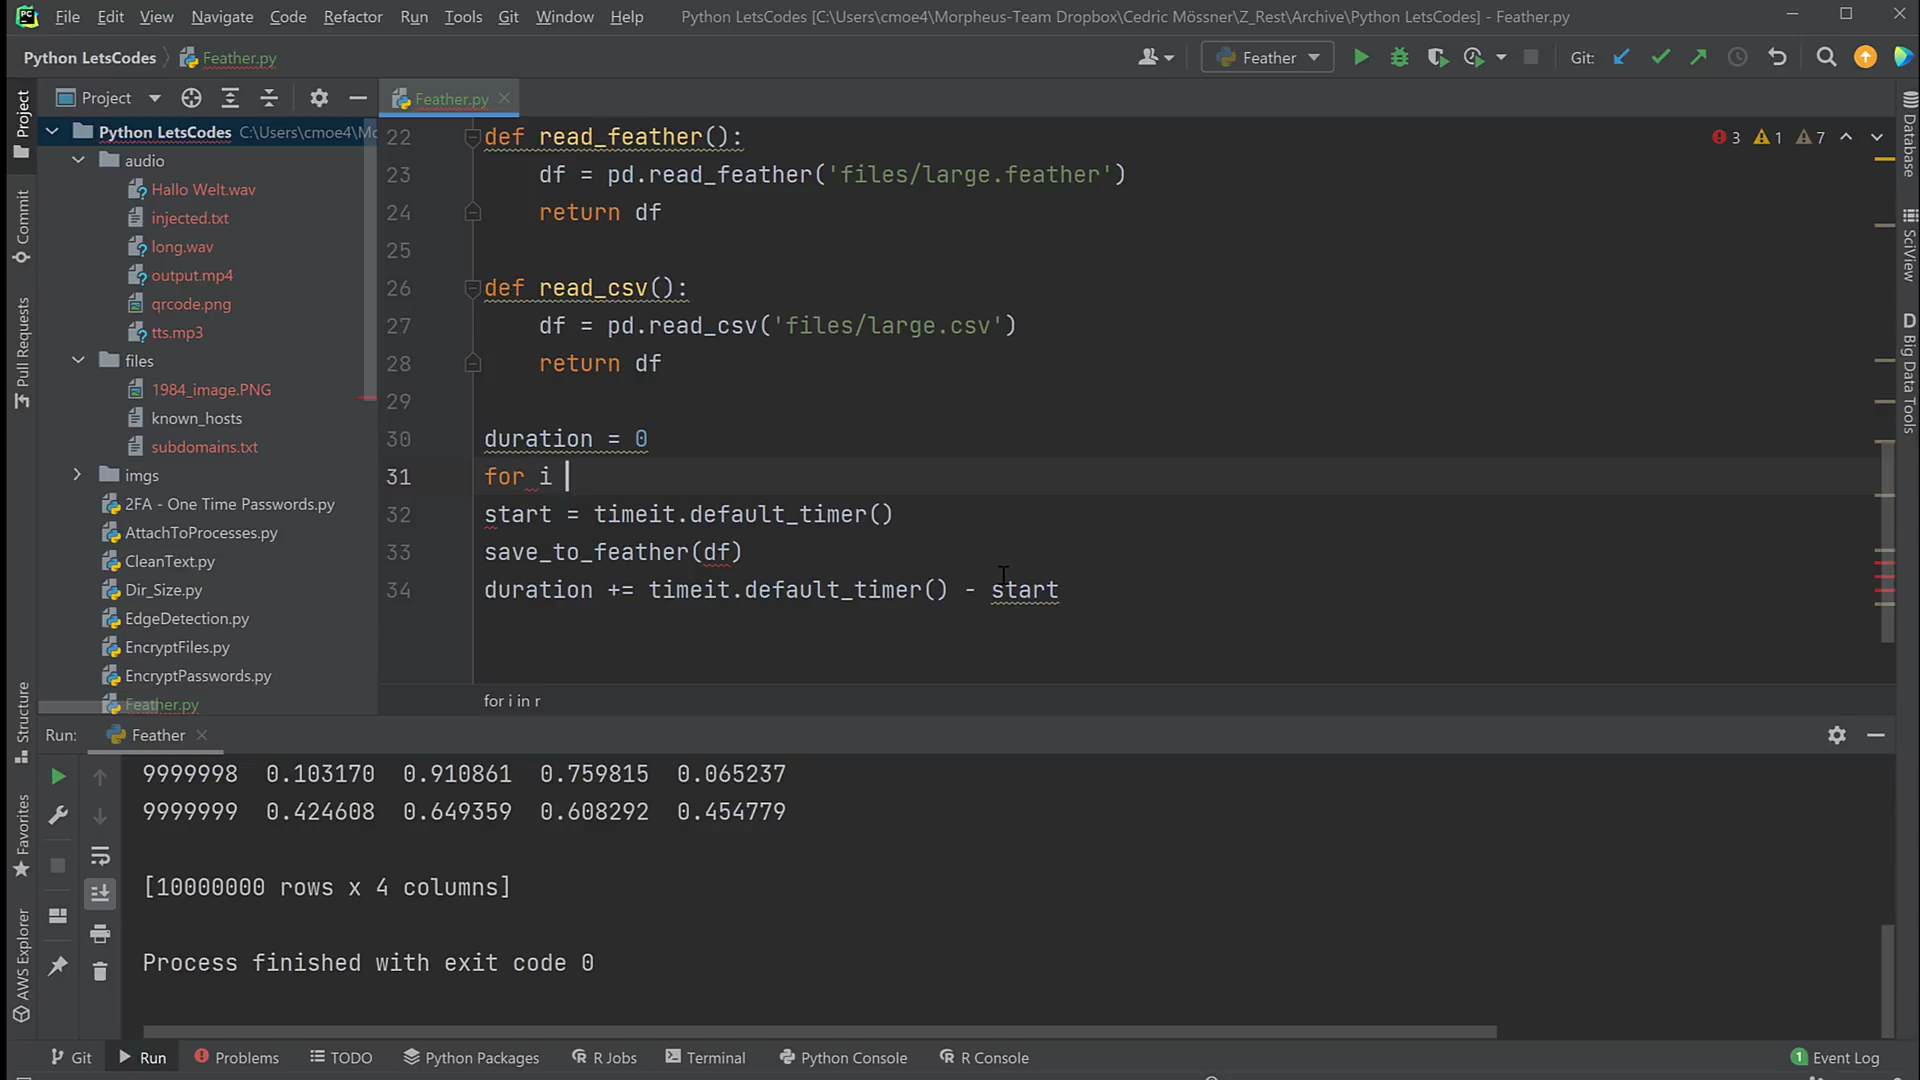 PC File Edit View Navigate Code Refactor Run Tools Git Window Help Python LetsCodes [C:\Users\cmoe4\Morpheus-Team Dropbox\Cedric Mössner\Z_Rest\Archive\Python LetsCodes] - Feather.py
Python LetsCodes Feather.py Feather Git:
Project
Feather.py
Python LetsCodes C:\Users\cmoe4\Mo
audio
Hallo Welt.wav
injected.txt
long.wav
output.mp4
qrcode.png
tts.mp3
files
1984_image.PNG
known_hosts
subdomains.txt
imgs
2FA - One Time Passwords.py
AttachToProcesses.py
CleanText.py
Dir_Size.py
EdgeDetection.py
EncryptFiles.py
EncryptPasswords.py
Feather.py
Project
Commit
Pull Requests
Structure
Favorites
AWS Explorer
3 1 7
22 def read_feather():
23 df = pd.read_feather('files/large.feather')
24 return df
25
26 def read_csv():
27 df = pd.read_csv('files/large.csv')
28 return df
29
30 duration = 0
31 for i
32 start = timeit.default_timer()
33 save_to_feather(df)
34 duration += timeit.default_timer() - start
for i in r
Database
SciView
D Big Data Tools
Run: Feather
9999998 0.103170 0.910861 0.759815 0.065237
9999999 0.424608 0.649359 0.608292 0.454779
[10000000 rows x 4 columns]
Process finished with exit code 0
Git Run Problems TODO Python Packages R Jobs Terminal Python Console R Console 1 Event Log